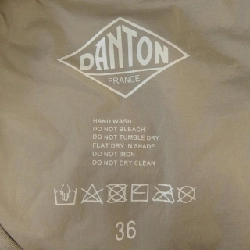 DANTON
FRANCE
HAND WASH
DO NOT BLEACH
DO NOT TUMBLE DRY
FLAT DRY IN SHADE
DO NOT IRON
DO NOT DRY CLEAN
36